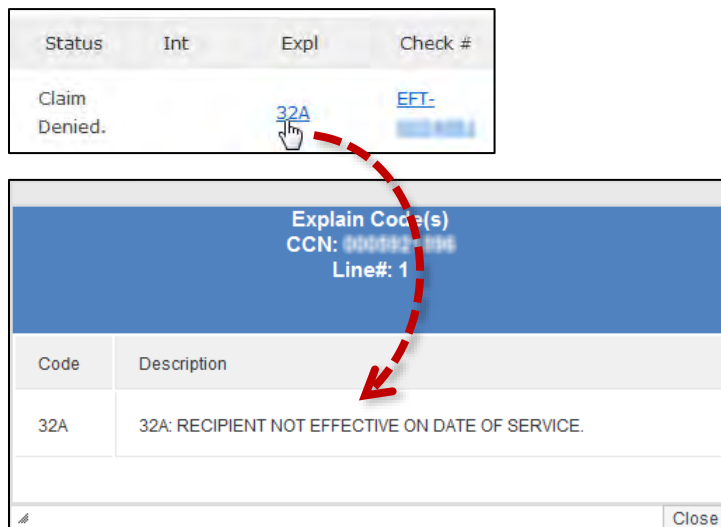 Status Int Expl Check #
Claim
Denied.
32A
EFT-
Explain Code(s)
CCN:
Line#: 1
Code Description
32A 32A: RECIPIENT NOT EFFECTIVE ON DATE OF SERVICE.
Close